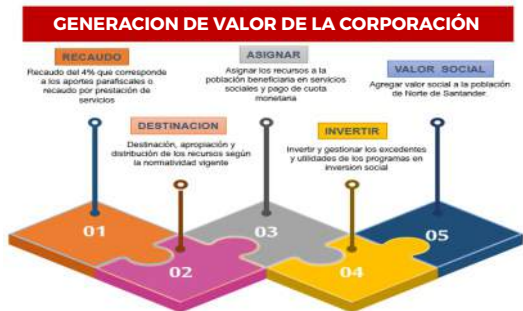 GENERACION DE VALOR DE LA CORPORACIÓN
RECAUDO
Recaudo del 4% que corresponde
a los aportes parafiscales o
recaudo por prestación de
servicios
ASIGNAR
Asignar los recursos a la
población beneficiaria en servicios
sociales y pago de cuota
monetaria
VALOR SOCIAL
Agregar valor social a la población
de Norte de Santander.
DESTINACION
Destinación, apropiación y
distribución de los recursos según
la normatividad vigente
INVERTIR
Invertir y gestionar los excedentes
y utilidades de los programas en
inversion social
01
02
03
04
05